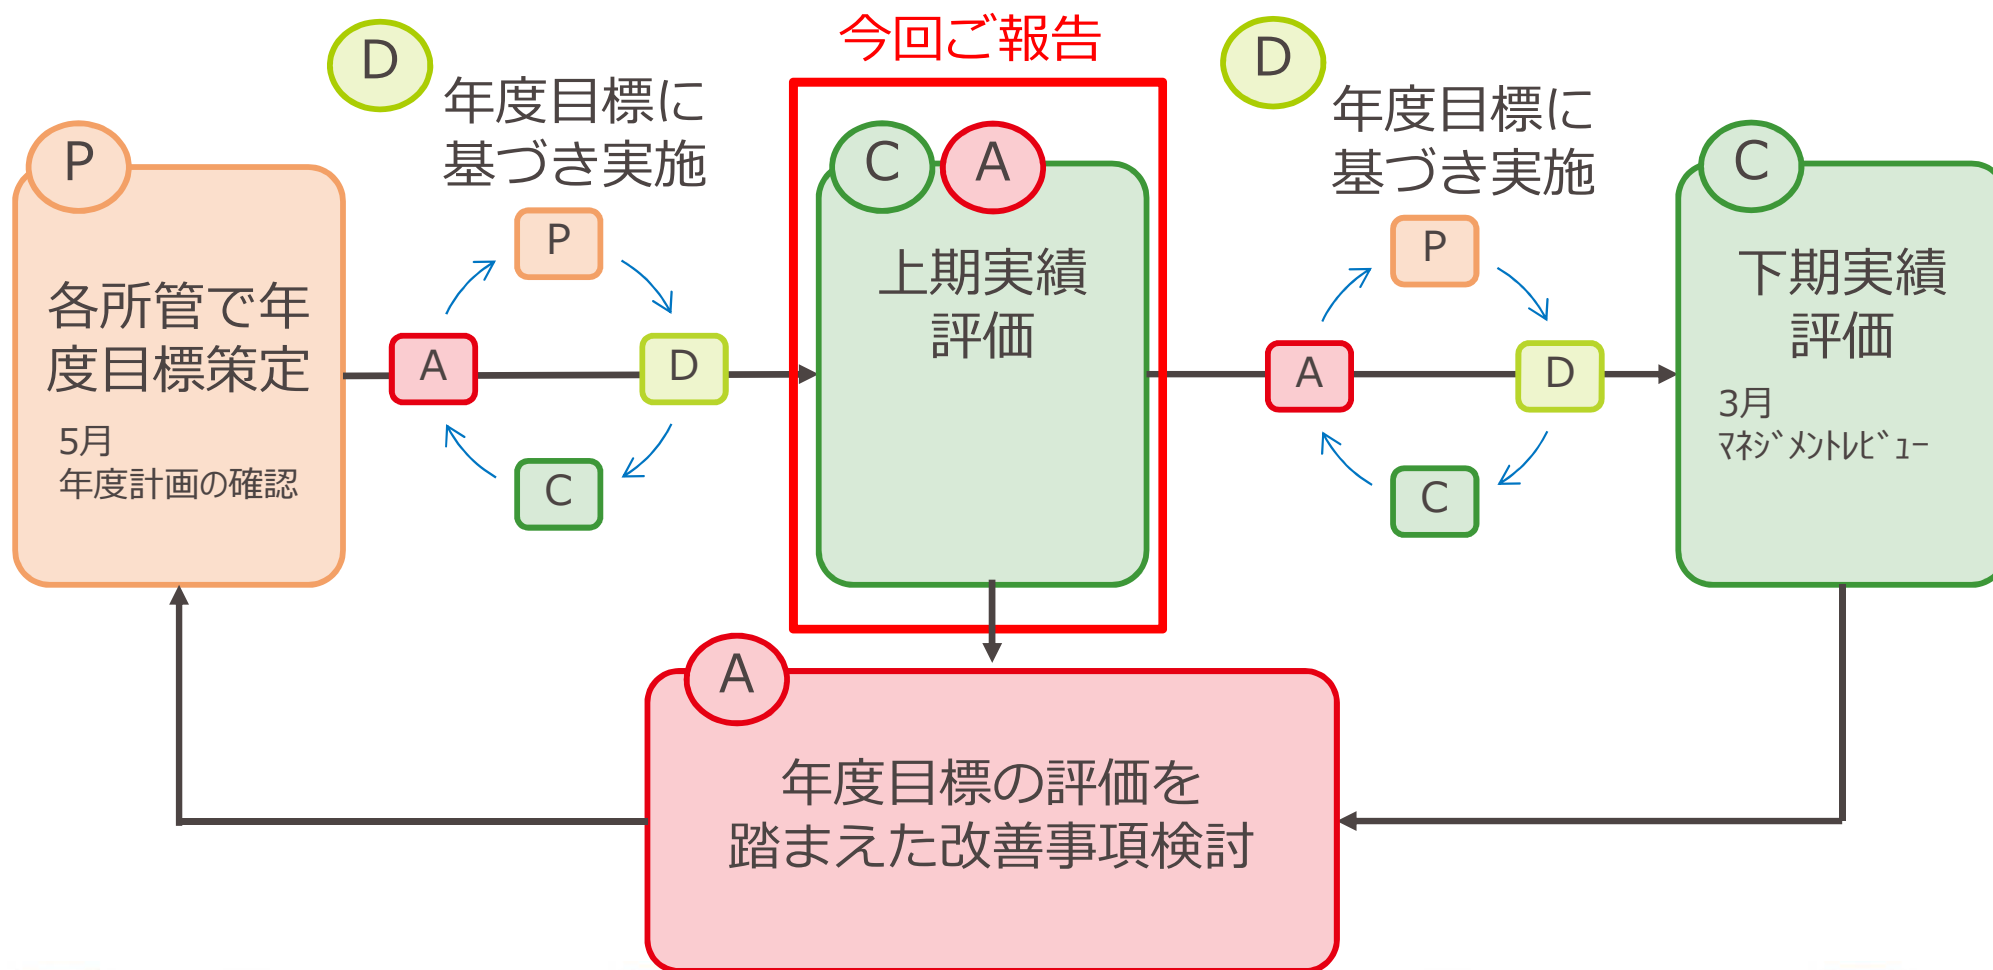 今回ご報告
D
年度目標に
基づき実施
D
年度目標に
基づき実施
P
各所管で年
度目標策定
5月
年度計画の確認
P
A
D
C
C
A
上期実績
評価
P
A
D
C
C
下期実績
評価
3月
ﾏﾈｼﾞﾒﾝﾄﾚﾋﾞｭｰ
A
年度目標の評価を
踏まえた改善事項検討